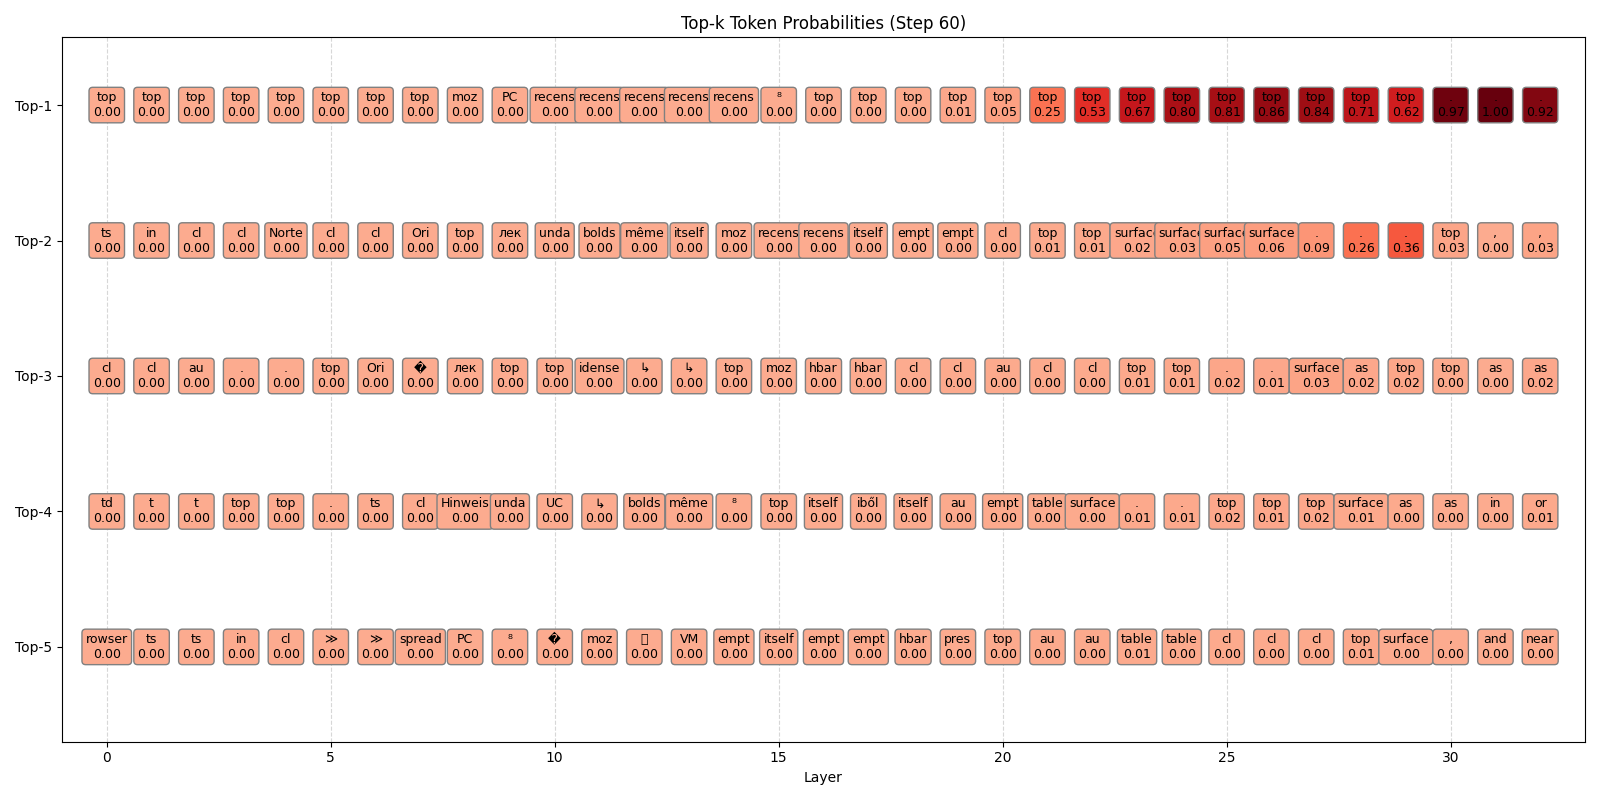 Top-k Token Probabilities (Step 60)
Top-1
top top top top top top top top moz PC recens recens recens recens recens ⁸ top top top top top top top top top top top top top top . . .
0.00 0.00 0.00 0.00 0.00 0.00 0.00 0.00 0.00 0.00 0.00 0.00 0.00 0.00 0.00 0.00 0.00 0.00 0.00 0.01 0.05 0.25 0.53 0.67 0.80 0.81 0.86 0.84 0.71 0.62 0.97 1.00 0.92
Top-2
ts in cl cl Norte cl cl Ori top лек unda bolds même itself moz recens recens itself empt empt cl top top surface surface surface surface . . . top , ,
0.00 0.00 0.00 0.00 0.00 0.00 0.00 0.00 0.00 0.00 0.00 0.00 0.00 0.00 0.00 0.00 0.00 0.00 0.00 0.00 0.00 0.01 0.01 0.02 0.03 0.05 0.06 0.09 0.26 0.36 0.03 0.00 0.03
Top-3
cl cl au . . top Ori � лек top top idense ↳ ↳ top moz hbar hbar cl cl au cl cl top top . . surface as top top as as
0.00 0.00 0.00 0.00 0.00 0.00 0.00 0.00 0.00 0.00 0.00 0.00 0.00 0.00 0.00 0.00 0.00 0.00 0.00 0.00 0.00 0.00 0.00 0.01 0.01 0.02 0.01 0.03 0.02 0.02 0.00 0.00 0.02
Top-4
td t t top top . ts cl Hinweis unda UC ↳ bolds même ⁸ top itself iből itself au empt table surface . . top top top surface as as in or
0.00 0.00 0.00 0.00 0.00 0.00 0.00 0.00 0.00 0.00 0.00 0.00 0.00 0.00 0.00 0.00 0.00 0.00 0.00 0.00 0.00 0.00 0.00 0.01 0.01 0.02 0.01 0.02 0.01 0.00 0.00 0.00 0.01
Top-5
rowser ts ts in cl ≫ ≫ spread PC ⁸ � moz VM empt itself empt empt hbar pres top au au table table cl cl cl top surface , and near
0.00 0.00 0.00 0.00 0.00 0.00 0.00 0.00 0.00 0.00 0.00 0.00 0.00 0.00 0.00 0.00 0.00 0.00 0.00 0.00 0.00 0.00 0.00 0.01 0.00 0.00 0.00 0.00 0.01 0.00 0.00 0.00 0.00
0 5 10 15 20 25 30
Layer